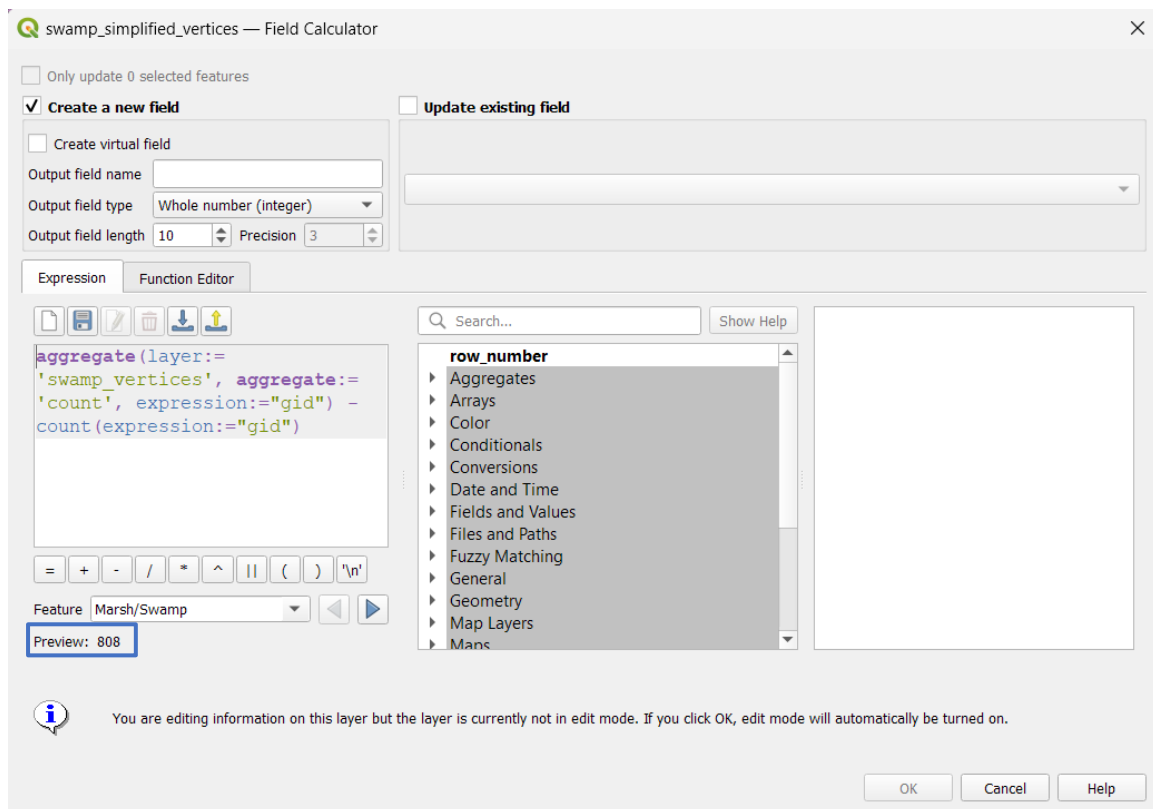 swamp_simplified_vertices — Field Calculator
Only update 0 selected features
Create a new field
Update existing field
Create virtual field
Output field name
Output field type Whole number (integer)
Output field length 10 Precision 3
Expression Function Editor
Search... Show Help
aggregate(layer:=
'swamp_vertices', aggregate:=
'count', expression:="gid") -
count(expression:="gid")
row_number
Aggregates
Arrays
Color
Conditionals
Conversions
Date and Time
Fields and Values
Files and Paths
Fuzzy Matching
General
Geometry
Map Layers
Maps
= + - / * ^ || ( ) '\n'
Feature Marsh/Swamp
Preview: 808
You are editing information on this layer but the layer is currently not in edit mode. If you click OK, edit mode will automatically be turned on.
OK Cancel Help